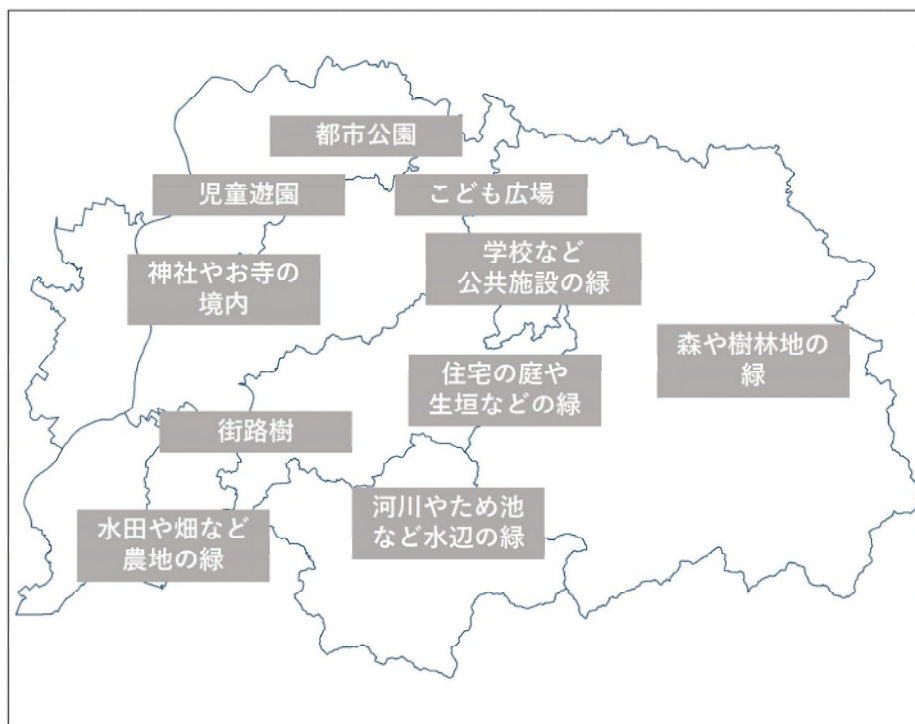 都市公園
児童遊園
こども広場
学校など
公共施設の緑
神社やお寺の
境内
森や樹林地の
緑
住宅の庭や
生垣などの緑
街路樹
河川やため池
など水辺の緑
水田や畑など
農地の緑